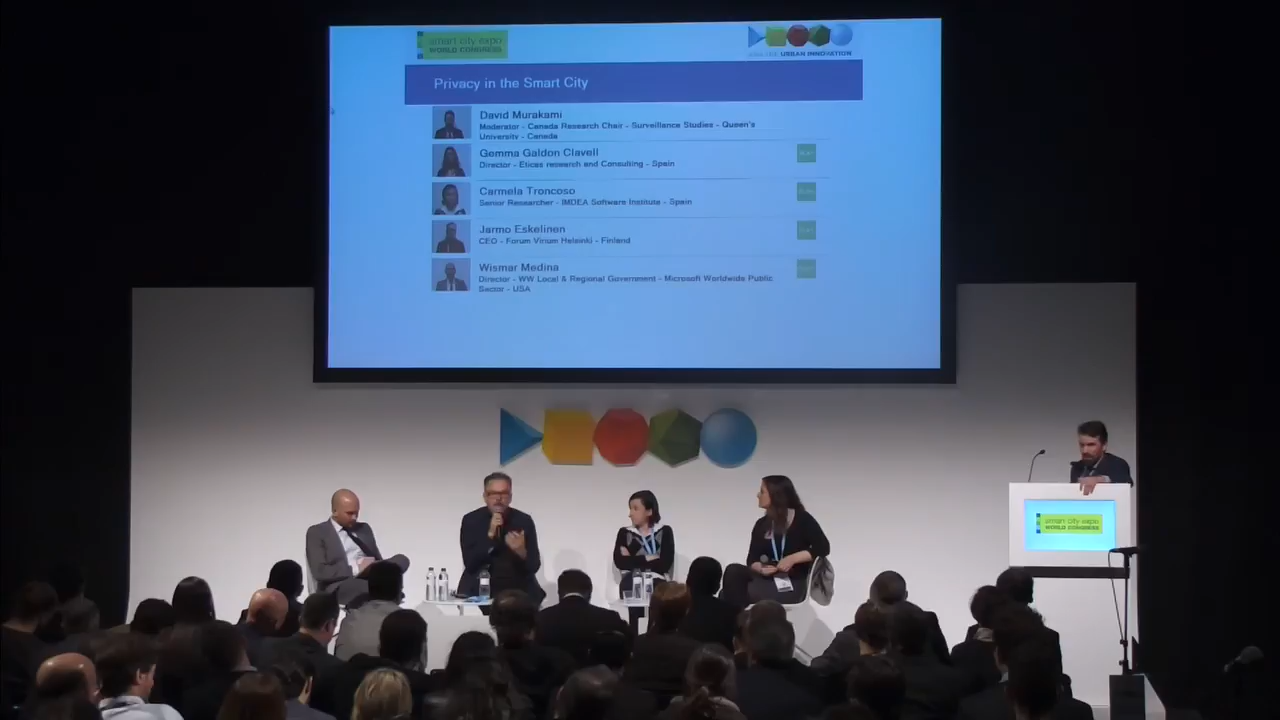 smart city expo
WORLD CONGRESS
URBAN INNOVATION
Privacy in the Smart City
David Murakami
Moderator - Canada Research Chair - Surveillance Studies - Queen's
University - Canada
Gemma Galdon Clavell
Director - Eticas research and Consulting - Spain
Carmela Troncoso
Senior Researcher - IMDEA Software Institute - Spain
Jarmo Eskelinen
CEO - Forum Virium Helsinki - Finland
Wismar Medina
Director - WW Local & Regional Government - Microsoft Worldwide Public
Sector - USA
smart city expo
WORLD CONGRESS